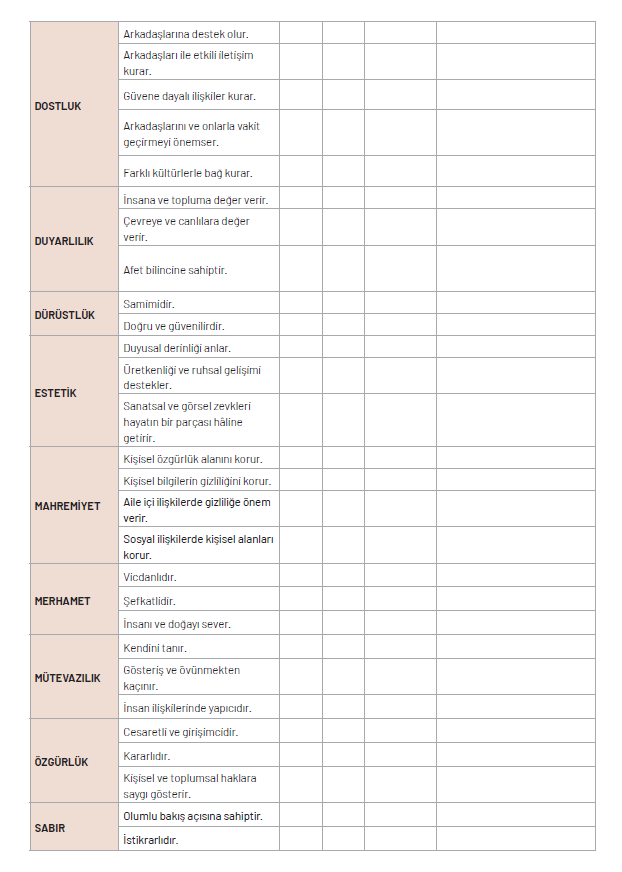 DOSTLUK
Arkadaşlarına destek olur.
Arkadaşları ile etkili iletişim
kurar.
Güvene dayalı ilişkiler kurar.
Arkadaşlarını ve onlarla vakit
geçirmeyi önemser.
Farklı kültürlerle bağ kurar.
DUYARLILIK
İnsana ve topluma değer verir.
Çevreye ve canlılara değer
verir.
Afet bilincine sahiptir.
DÜRÜSTLÜK
Samimidir.
Doğru ve güvenilirdir.
ESTETİK
Duyusal derinliği anlar.
Üretkenliği ve ruhsal gelişimi
destekler.
Sanatsal ve görsel zevkleri
hayatın bir parçası hâline
getirir.
MAHREMİYET
Kişisel özgürlük alanını korur.
Kişisel bilgilerin gizliliğini korur.
Aile içi ilişkilerde gizliliğe önem
verir.
Sosyal ilişkilerde kişisel alanları
korur.
MERHAMET
Vicdanlıdır.
Şefkatlidir.
İnsanı ve doğayı sever.
MÜTEVAZILIK
Kendini tanır.
Gösteriş ve övünmekten
kaçınır.
İnsan ilişkilerinde yapıcıdır.
ÖZGÜRLÜK
Cesaretli ve girişimcidir.
Kararlıdır.
Kişisel ve toplumsal haklara
saygı gösterir.
SABIR
Olumlu bakış açısına sahiptir.
İstikrarlıdır.